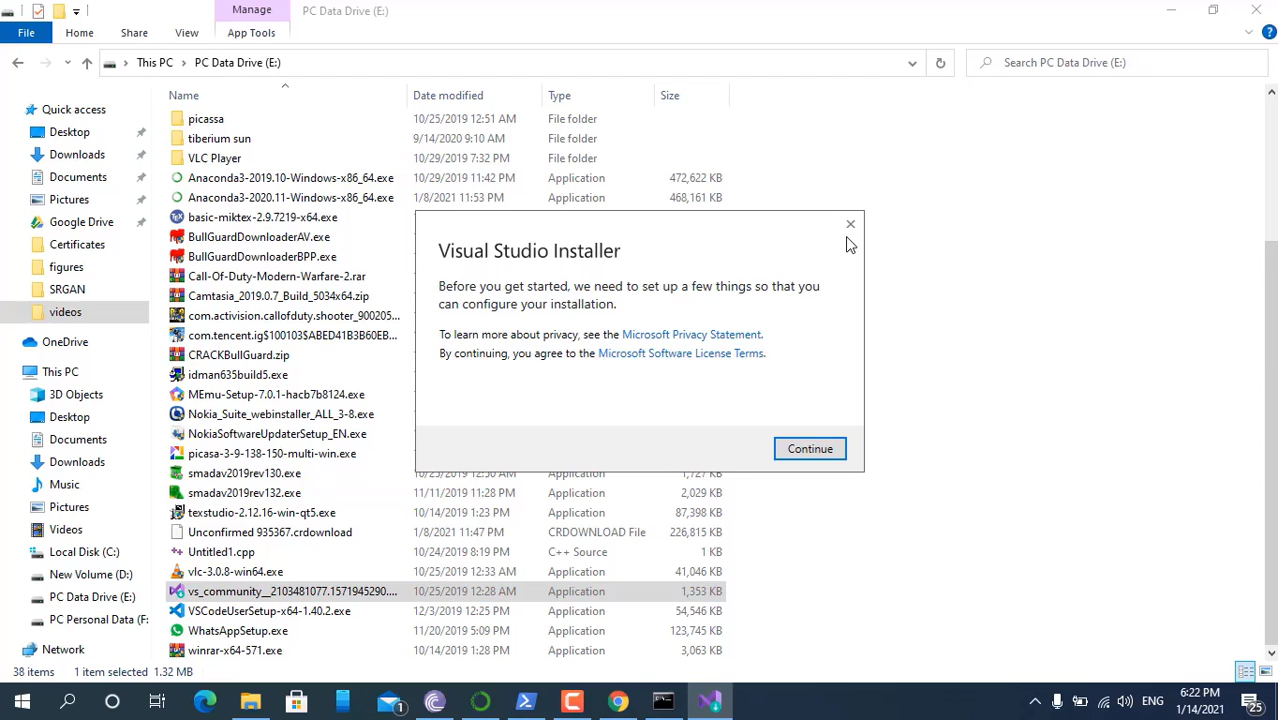 Manage
PC Data Drive (E:)
File
Home
Share
View
App Tools
This PC
PC Data Drive (E:)
Search PC Data Drive (E:)
Name
Date modified
Type
Size
Quick access
Desktop
Downloads
Documents
Pictures
Google Drive
Certificates
figures
SRGAN
videos
OneDrive
This PC
3D Objects
Desktop
Documents
Downloads
Music
Pictures
Videos
Local Disk (C:)
New Volume (D:)
PC Data Drive (E:)
PC Personal Data (F:
Network
picassa 10/25/2019 12:51 AM File folder
tiberium sun 9/14/2020 9:10 AM File folder
VLC Player 10/29/2019 7:32 PM File folder
Anaconda3-2019.10-Windows-x86_64.exe 10/29/2019 11:42 PM Application 472,622 KB
Anaconda3-2020.11-Windows-x86_64.exe 1/8/2021 11:53 PM Application 468,161 KB
basic-miktex-2.9.7219-x64.exe
BullGuardDownloaderAV.exe
BullGuardDownloaderBPP.exe
Call-Of-Duty-Modern-Warfare-2.rar
Camtasia_2019.0.7_Build_5034x64.zip
com.activision.callofduty.shooter_900205...
com.tencent.ig$100103$ABED41B3B60EB...
CRACKBullGuard.zip
idman635build5.exe
MEmu-Setup-7.0.1-hacb7b8124.exe
Nokia_Suite_webinstaller_ALL_3-8.exe
NokiaSoftwareUpdaterSetup_EN.exe
picasa-3-9-138-150-multi-win.exe
smadav2019rev130.exe 10/25/2019 12:50 AM Application 1,727 KB
smadav2019rev132.exe 11/11/2019 11:28 PM Application 2,029 KB
texstudio-2.12.16-win-qt5.exe 10/14/2019 1:23 PM Application 87,398 KB
Unconfirmed 935367.crdownload 1/8/2021 11:47 PM CRDOWNLOAD File 226,815 KB
Untitled1.cpp 10/24/2019 8:19 PM C++ Source 1 KB
vlc-3.0.8-win64.exe 10/25/2019 12:33 AM Application 41,046 KB
vs_community__2103481077.1571945290.... 10/25/2019 12:28 AM Application 1,353 KB
VSCodeUserSetup-x64-1.40.2.exe 12/3/2019 12:25 PM Application 54,546 KB
WhatsAppSetup.exe 11/20/2019 5:09 PM Application 123,745 KB
winrar-x64-571.exe 10/14/2019 1:28 PM Application 3,063 KB
Visual Studio Installer
Before you get started, we need to set up a few things so that you
can configure your installation.
To learn more about privacy, see the Microsoft Privacy Statement.
By continuing, you agree to the Microsoft Software License Terms.
Continue
38 items 1 item selected 1.32 MB
1
ENG
6:22 PM
1/14/2021
25